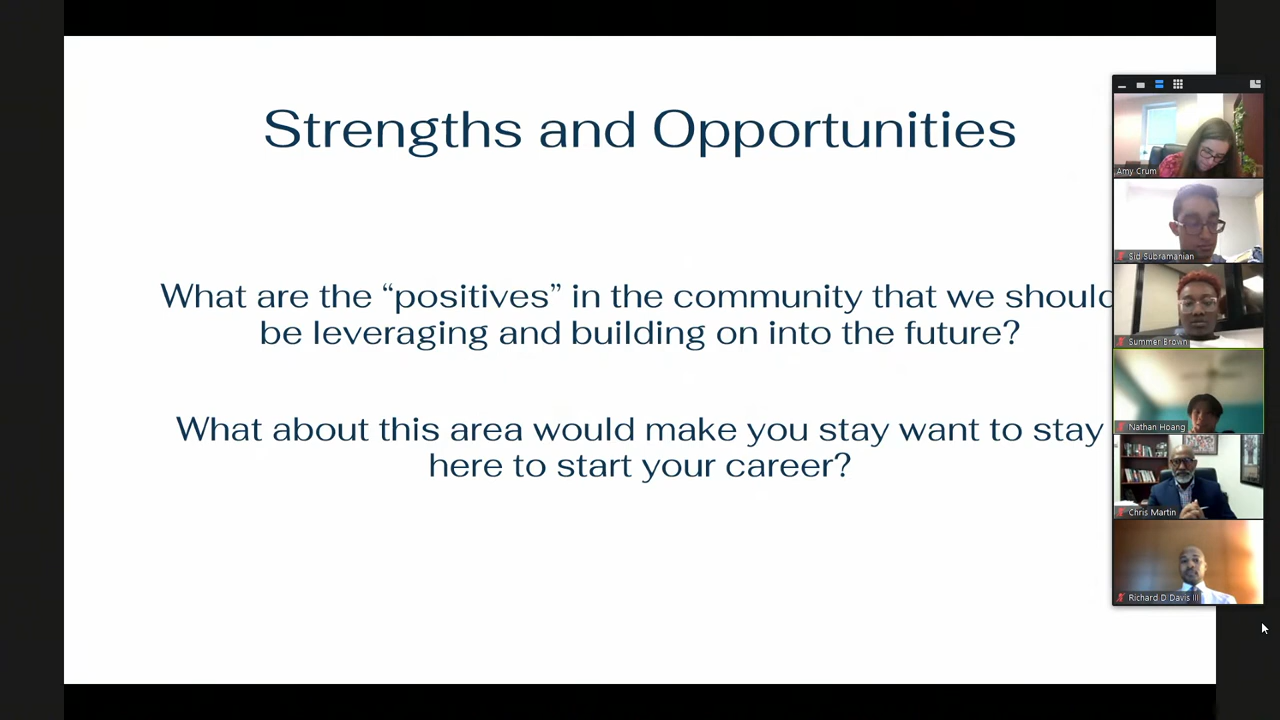 Strengths and Opportunities
What are the “positives” in the community that we should
be leveraging and building on into the future?
What about this area would make you stay want to stay
here to start your career?
Amy Crum
Sid Subramanian
Summer Brown
Nathan Hoang
Chris Martin
Richard D Davis III